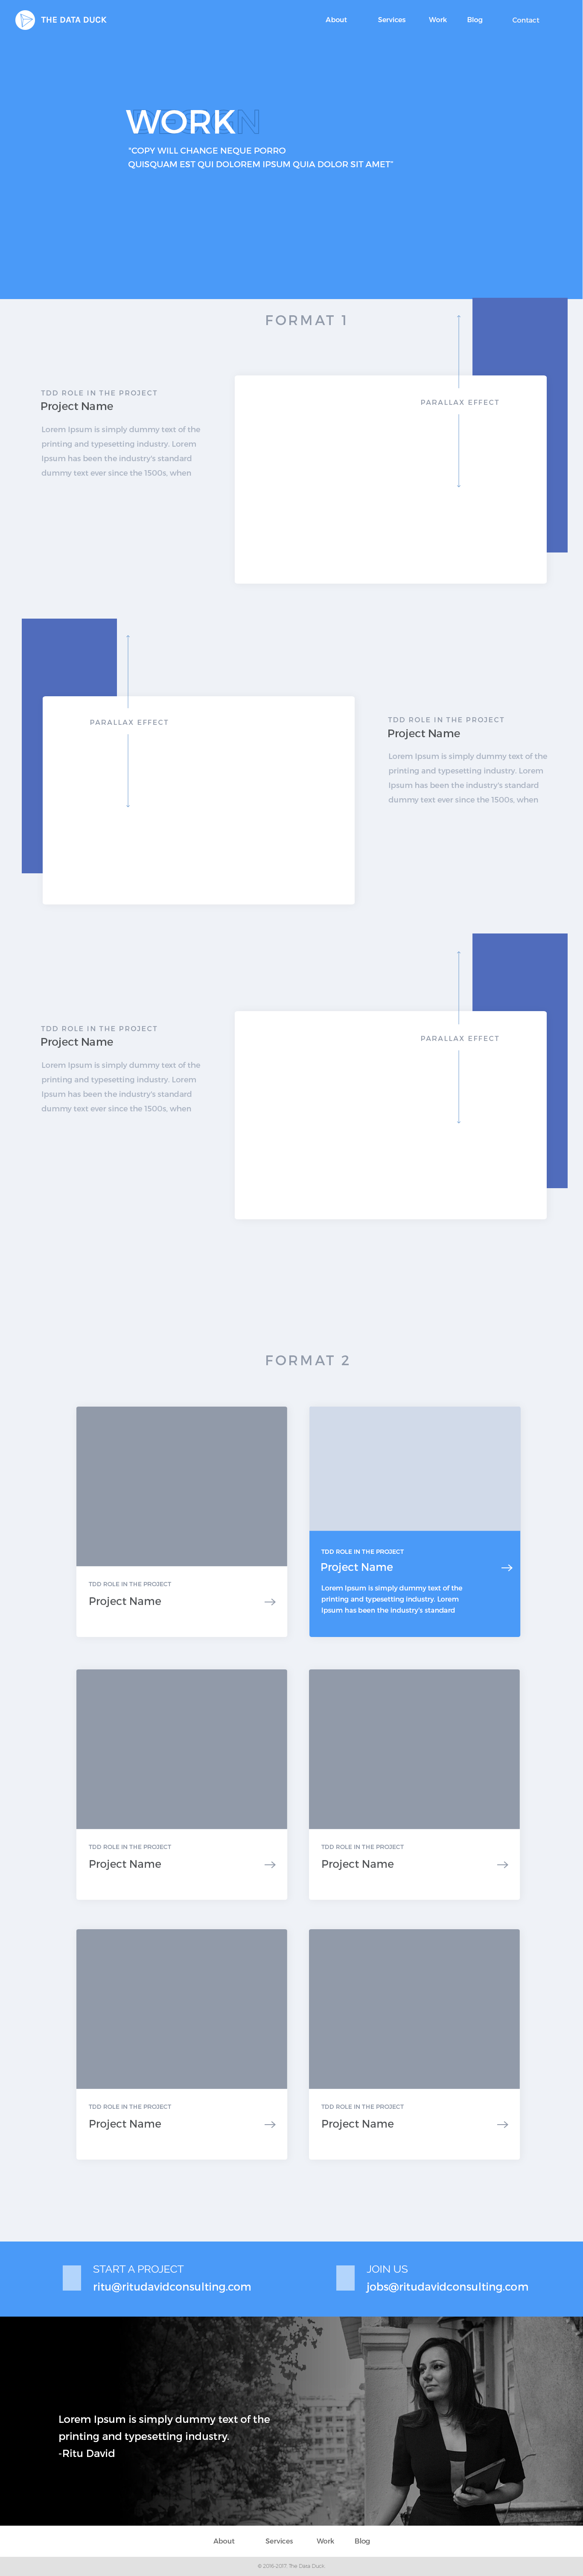 THE DATA DUCK
About Services Work Blog Contact
WORK
"COPY WILL CHANGE NEQUE PORRO
QUISQUAM EST QUI DOLOREM IPSUM QUIA DOLOR SIT AMET"
FORMAT 1
TDD ROLE IN THE PROJECT
Project Name
Lorem Ipsum is simply dummy text of the
printing and typesetting industry. Lorem
Ipsum has been the industry's standard
dummy text ever since the 1500s, when
PARALLAX EFFECT
PARALLAX EFFECT
TDD ROLE IN THE PROJECT
Project Name
Lorem Ipsum is simply dummy text of the
printing and typesetting industry. Lorem
Ipsum has been the industry's standard
dummy text ever since the 1500s, when
TDD ROLE IN THE PROJECT
Project Name
Lorem Ipsum is simply dummy text of the
printing and typesetting industry. Lorem
Ipsum has been the industry's standard
dummy text ever since the 1500s, when
PARALLAX EFFECT
FORMAT 2
TDD ROLE IN THE PROJECT
Project Name
TDD ROLE IN THE PROJECT
Project Name
Lorem Ipsum is simply dummy text of the
printing and typesetting industry. Lorem
Ipsum has been the industry's standard
TDD ROLE IN THE PROJECT
Project Name
TDD ROLE IN THE PROJECT
Project Name
TDD ROLE IN THE PROJECT
Project Name
TDD ROLE IN THE PROJECT
Project Name
START A PROJECT
ritu@ritudavidconsulting.com
JOIN US
jobs@ritudavidconsulting.com
Lorem Ipsum is simply dummy text of the
printing and typesetting industry.
-Ritu David
About Services Work Blog
© 2016-2017. The Data Duck.